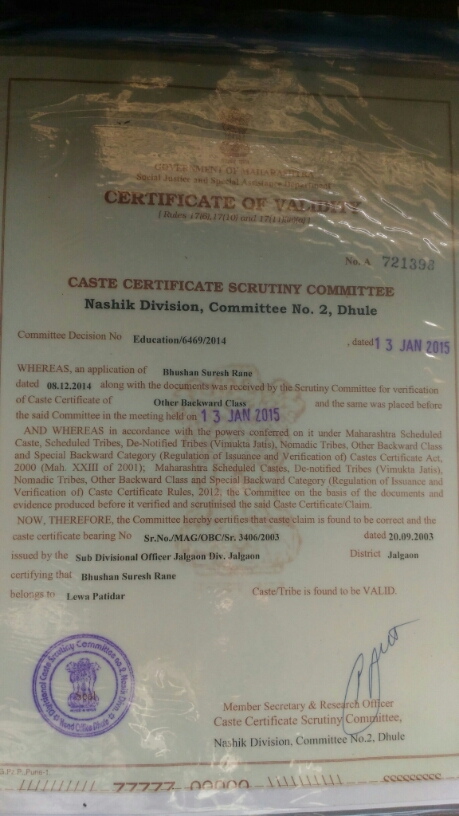 GOVERNMENT OF MAHARASHTRA
Social Justice and Special Assistance Department
CERTIFICATE OF VALIDITY
No. A 721398
CASTE CERTIFICATE SCRUTINY COMMITTEE
Nashik Division, Committee No. 2, Dhule
Committee Decision No Education/6469/2014 , dated 13 JAN 2015
WHEREAS, an application of Bhushan Suresh Rane
dated 08.12.2014 along with the documents was received by the Scrutiny Committee for verification
of Caste Certificate of Other Backward Class and the same was placed before
the said Committee in the meeting held on 13 JAN 2015
AND WHEREAS in accordance with the powers conferred on it under Maharashtra Scheduled
Caste, Scheduled Tribes, De-Notified Tribes (Vimukta Jatis), Nomadic Tribes, Other Backward Class
and Special Backward Category (Regulation of Issuance and Verification of) Castes Certificate Act,
2000 (Mah. XXIII of 2001); Maharashtra Scheduled Castes, De-notified Tribes (Vimukta Jatis),
Nomadic Tribes, Other Backward Class and Special Backward Category (Regulation of Issuance and
Verification of) Caste Certificate Rules, 2012; the Committee on the basis of the documents and
evidence produced before it verified and scrutinised the said Caste Certificate/Claim.
NOW, THEREFORE, the Committee hereby certifies that caste claim is found to be correct and the
caste certificate bearing No Sr.No./MAG/OBC/Sr. 3406/2003 dated 20.09.2003
issued by the Sub Divisional Officer Jalgaon Div. Jalgaon District Jalgaon
certifying that Bhushan Suresh Rane
belongs to Lewa Patidar Caste/Tribe is found to be VALID.
Member Secretary & Research Officer
Caste Certificate Scrutiny Committee,
Nashik Division, Committee No.2, Dhule